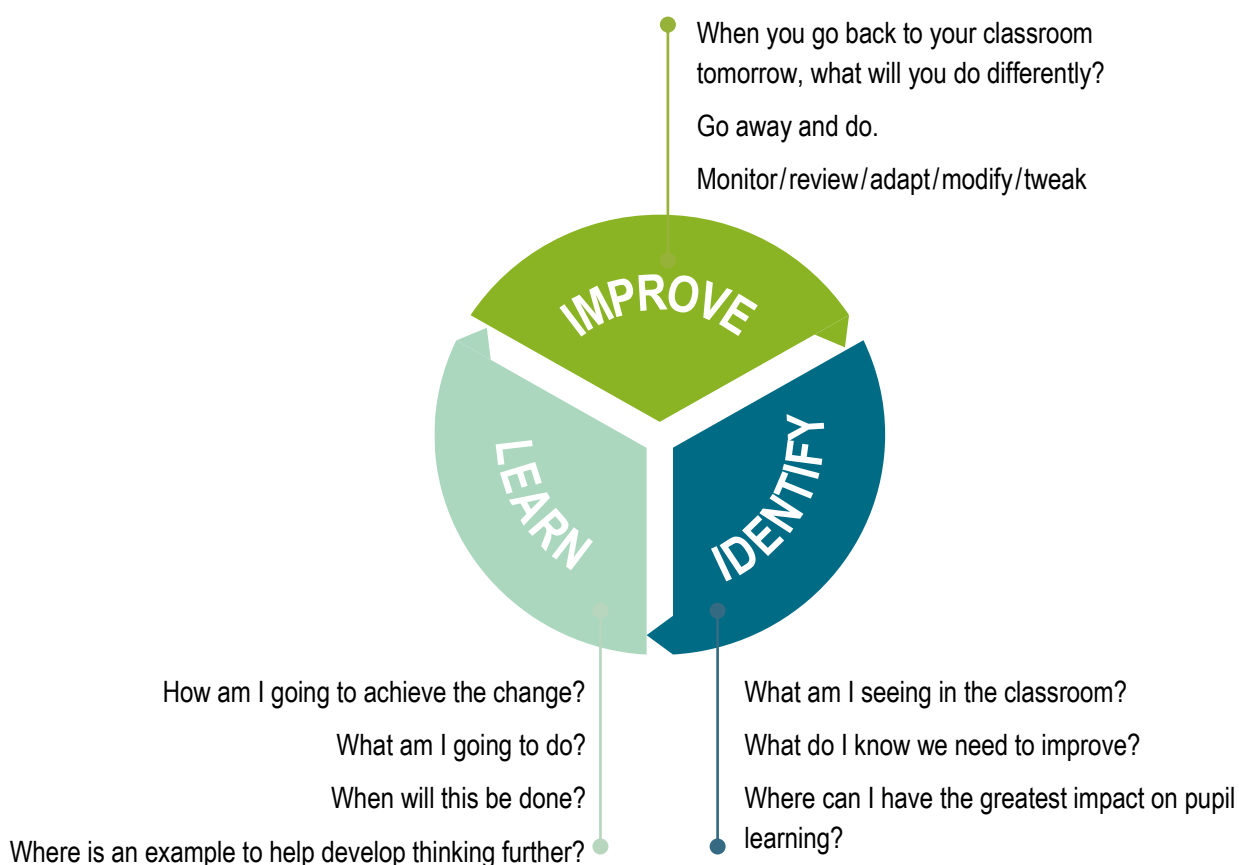 When you go back to your classroom
tomorrow, what will you do differently?
Go away and do.
Monitor/review/adapt/modify/tweak
IMPROVE
LEARN
IDENTIFY
How am I going to achieve the change?
What am I going to do?
When will this be done?
Where is an example to help develop thinking further?
What am I seeing in the classroom?
What do I know we need to improve?
Where can I have the greatest impact on pupil
learning?